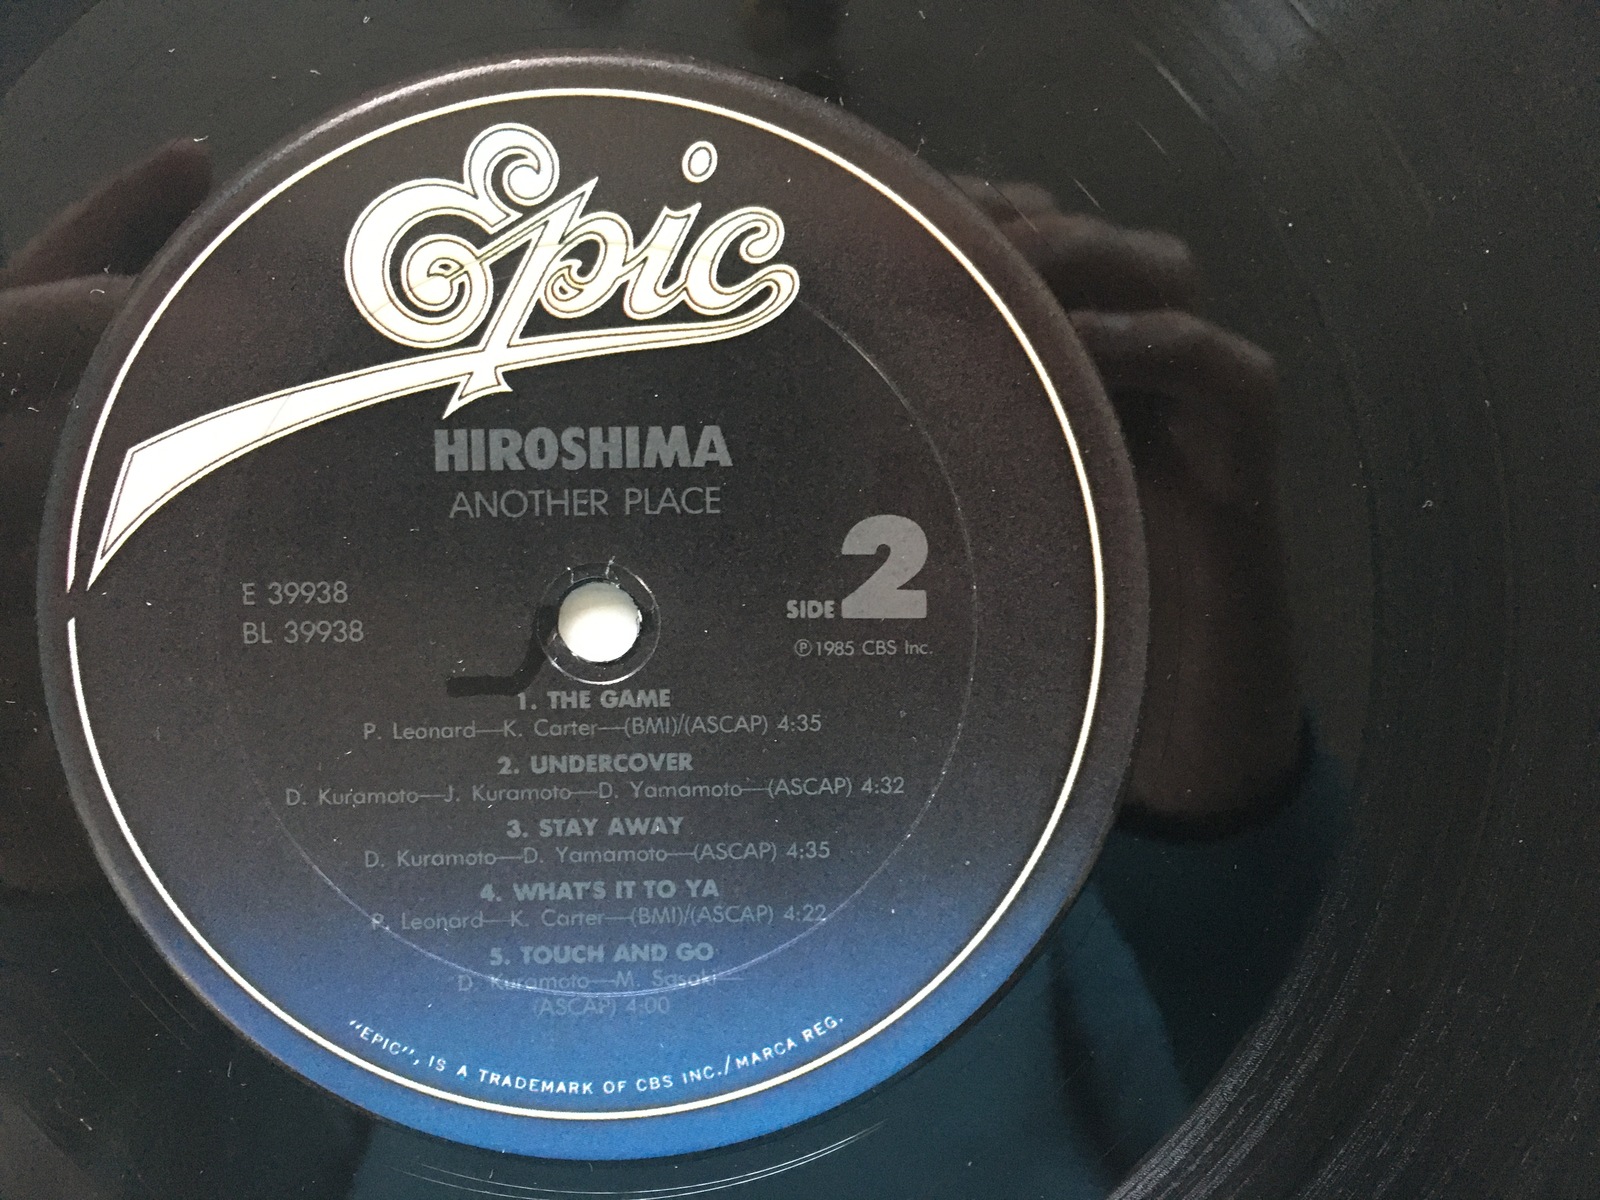 Epic
HIROSHIMA
ANOTHER PLACE
E 39938
BL 39938
SIDE 2
Ⓟ1985 CBS Inc.
1. THE GAME
P. Leonard—K. Carter—(BMI)/(ASCAP) 4:35
2. UNDERCOVER
D. Kuramoto—J. Kuramoto—D. Yamamoto—(ASCAP) 4:32
3. STAY AWAY
D. Kuramoto—D. Yamamoto—(ASCAP) 4:35
4. WHAT'S IT TO YA
P. Leonard—K. Carter—(BMI)/(ASCAP) 4:22
5. TOUCH AND GO
D. Kuramoto—M. Sasaki
(ASCAP) 4:00
"EPIC", IS A TRADEMARK OF CBS INC./MARCA REG.